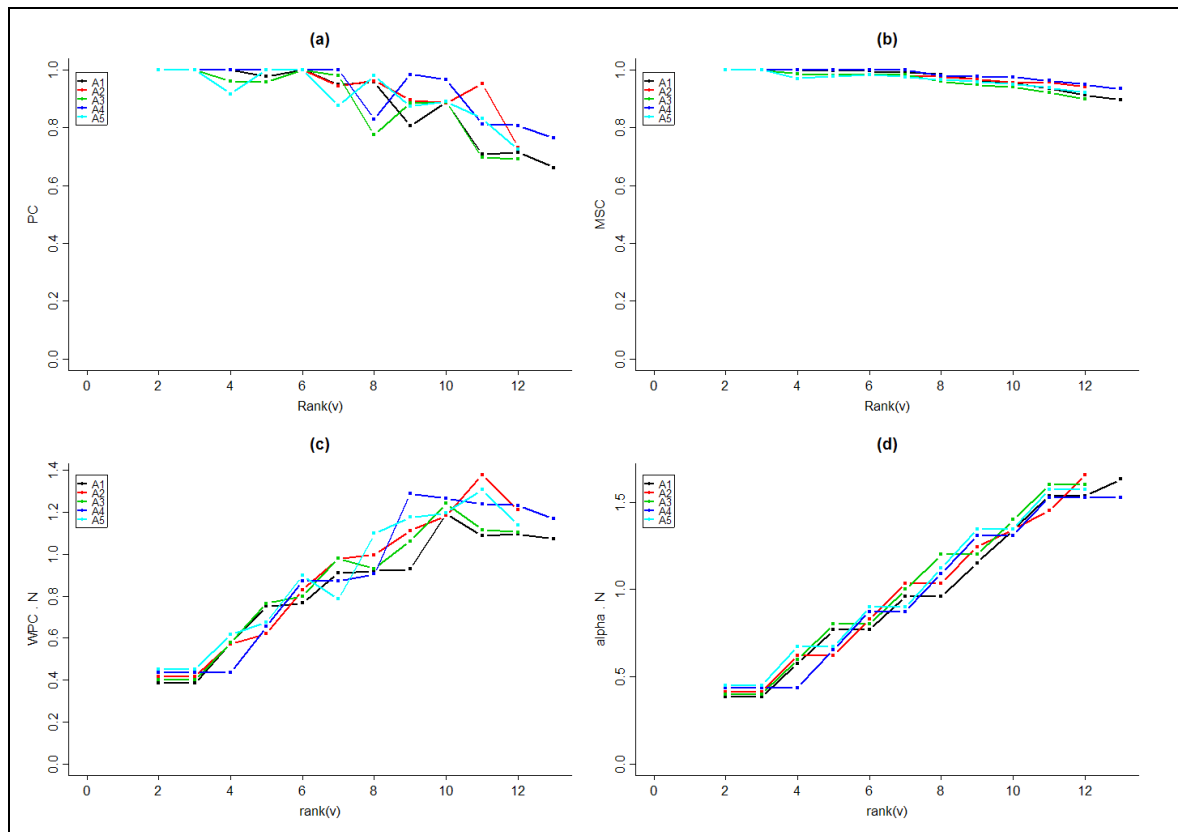 (a)
A1
A2
A3
A4
A5
PC
0.0 0.2 0.4 0.6 0.8 1.0
0 2 4 6 8 10 12
Rank(v)
(b)
A1
A2
A3
A4
A5
MSC
0.0 0.2 0.4 0.6 0.8 1.0
0 2 4 6 8 10 12
Rank(v)
(c)
A1
A2
A3
A4
A5
WPC . N
0.0 0.2 0.4 0.6 0.8 1.0 1.2 1.4
0 2 4 6 8 10 12
rank(v)
(d)
A1
A2
A3
A4
A5
alpha . N
0.0 0.5 1.0 1.5
0 2 4 6 8 10 12
rank(v)